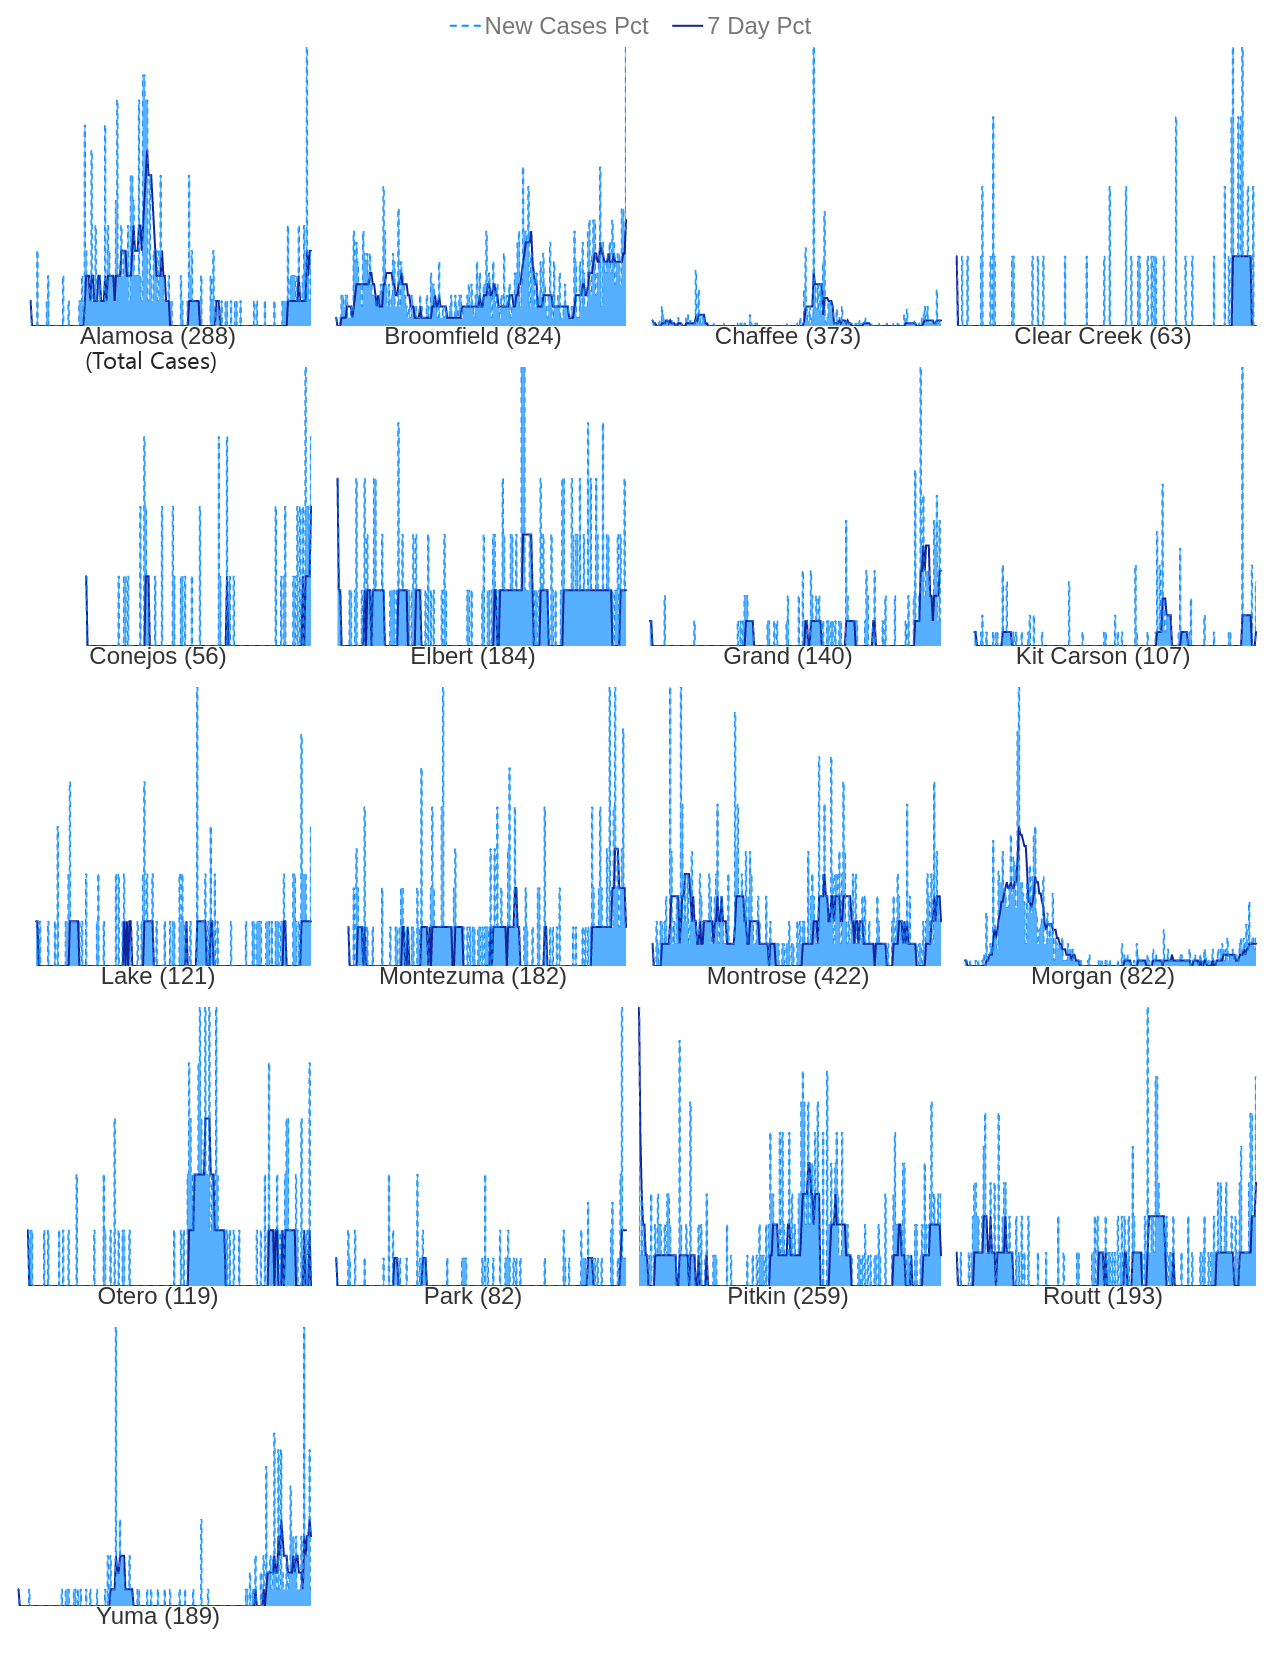 New Cases Pct 7 Day Pct
Alamosa (288) Broomfield (824) Chaffee (373) Clear Creek (63)
(Total Cases)
Conejos (56) Elbert (184) Grand (140) Kit Carson (107)
Lake (121) Montezuma (182) Montrose (422) Morgan (822)
Otero (119) Park (82) Pitkin (259) Routt (193)
Yuma (189)